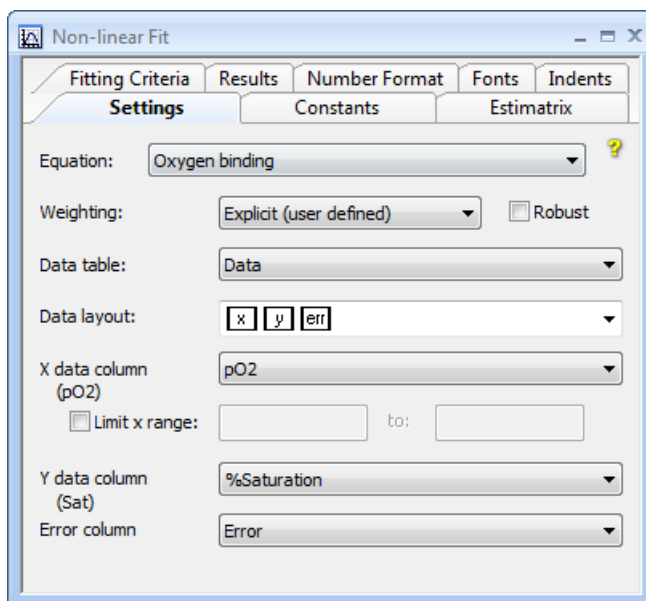 Non-linear Fit
Fitting Criteria Results Number Format Fonts Indents
Settings Constants Estimatrix
Equation: Oxygen binding ?
Weighting: Explicit (user defined) Robust
Data table: Data
Data layout: x y err
X data column pO2
(pO2)
Limit x range: to:
Y data column %Saturation
(Sat)
Error column Error